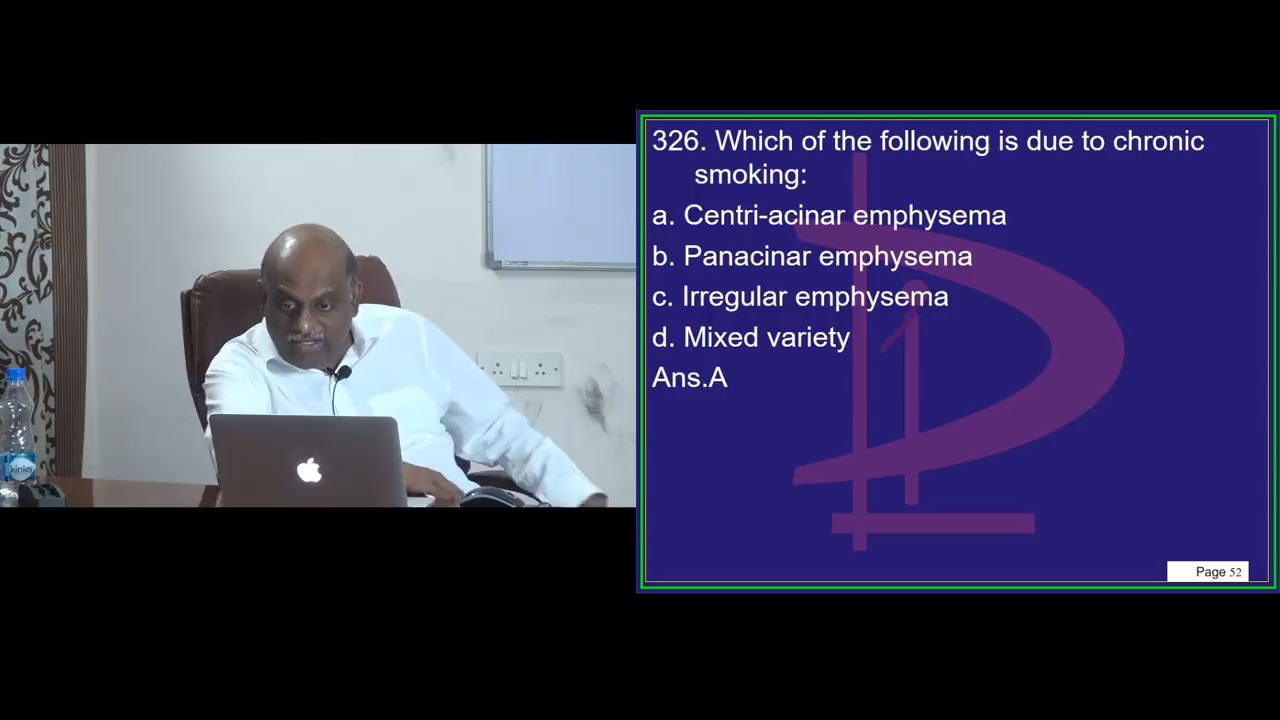 326. Which of the following is due to chronic
smoking:
a. Centri-acinar emphysema
b. Panacinar emphysema
c. Irregular emphysema
d. Mixed variety
Ans.A
Page 52
kinley